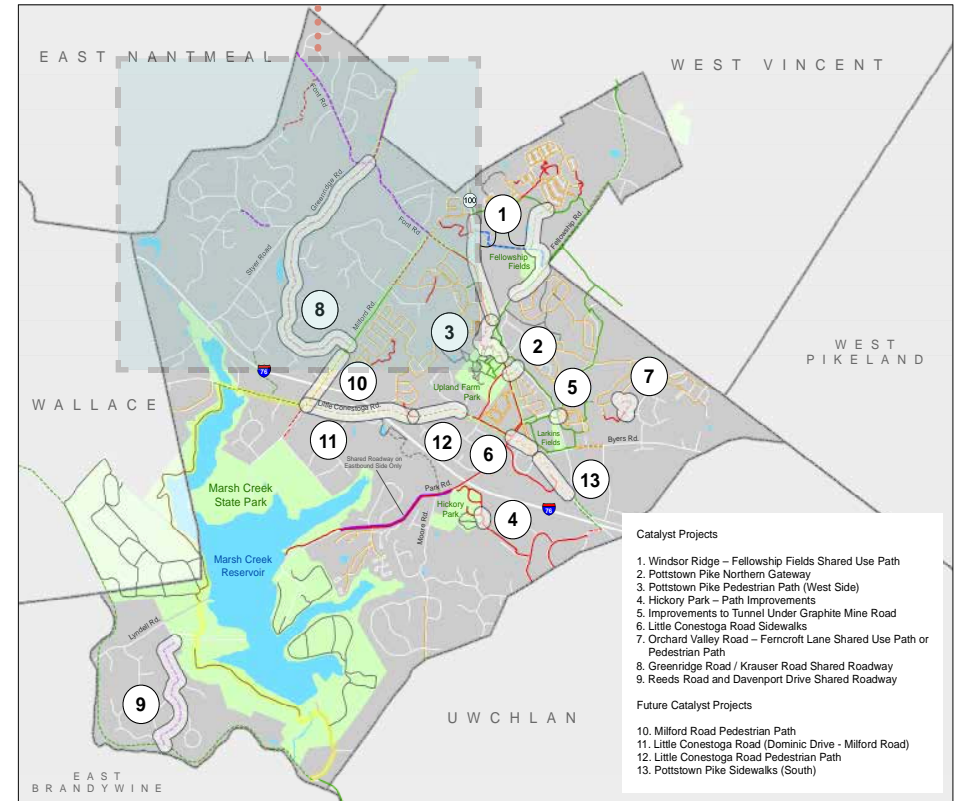 EAST NANTMEAL
WEST VINCENT
Font Rd.
Greenridge Rd.
100
1
Font Rd.
Fellowship Rd.
Styer Road
Fellowship
Fields
8
Milford Rd.
3
2
WEST
PIKELAND
76
10
Upland Farm
Park
5
7
WALLACE
Little Conestoga Rd.
11
12
Larkins
Fields
Byers Rd.
6
Shared Roadway on
Eastbound Side Only
13
Marsh Creek
State Park
Park Rd.
Hickory
Park
76
4
Moore Rd.
Marsh Creek
Reservoir
Lyndell Rd.
9
UWCHLAN
EAST
BRANDYWINE
Catalyst Projects
1. Windsor Ridge – Fellowship Fields Shared Use Path
2. Pottstown Pike Northern Gateway
3. Pottstown Pike Pedestrian Path (West Side)
4. Hickory Park – Path Improvements
5. Improvements to Tunnel Under Graphite Mine Road
6. Little Conestoga Road Sidewalks
7. Orchard Valley Road – Ferncroft Lane Shared Use Path or
Pedestrian Path
8. Greenridge Road / Krauser Road Shared Roadway
9. Reeds Road and Davenport Drive Shared Roadway
Future Catalyst Projects
10. Milford Road Pedestrian Path
11. Little Conestoga Road (Dominic Drive - Milford Road)
12. Little Conestoga Road Pedestrian Path
13. Pottstown Pike Sidewalks (South)